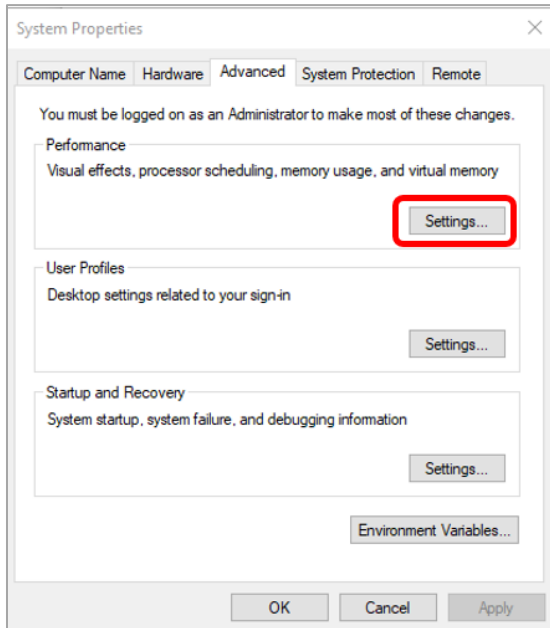 System Properties
Computer Name Hardware Advanced System Protection Remote
You must be logged on as an Administrator to make most of these changes.
Performance
Visual effects, processor scheduling, memory usage, and virtual memory
Settings...
User Profiles
Desktop settings related to your sign-in
Settings...
Startup and Recovery
System startup, system failure, and debugging information
Settings...
Environment Variables...
OK Cancel Apply